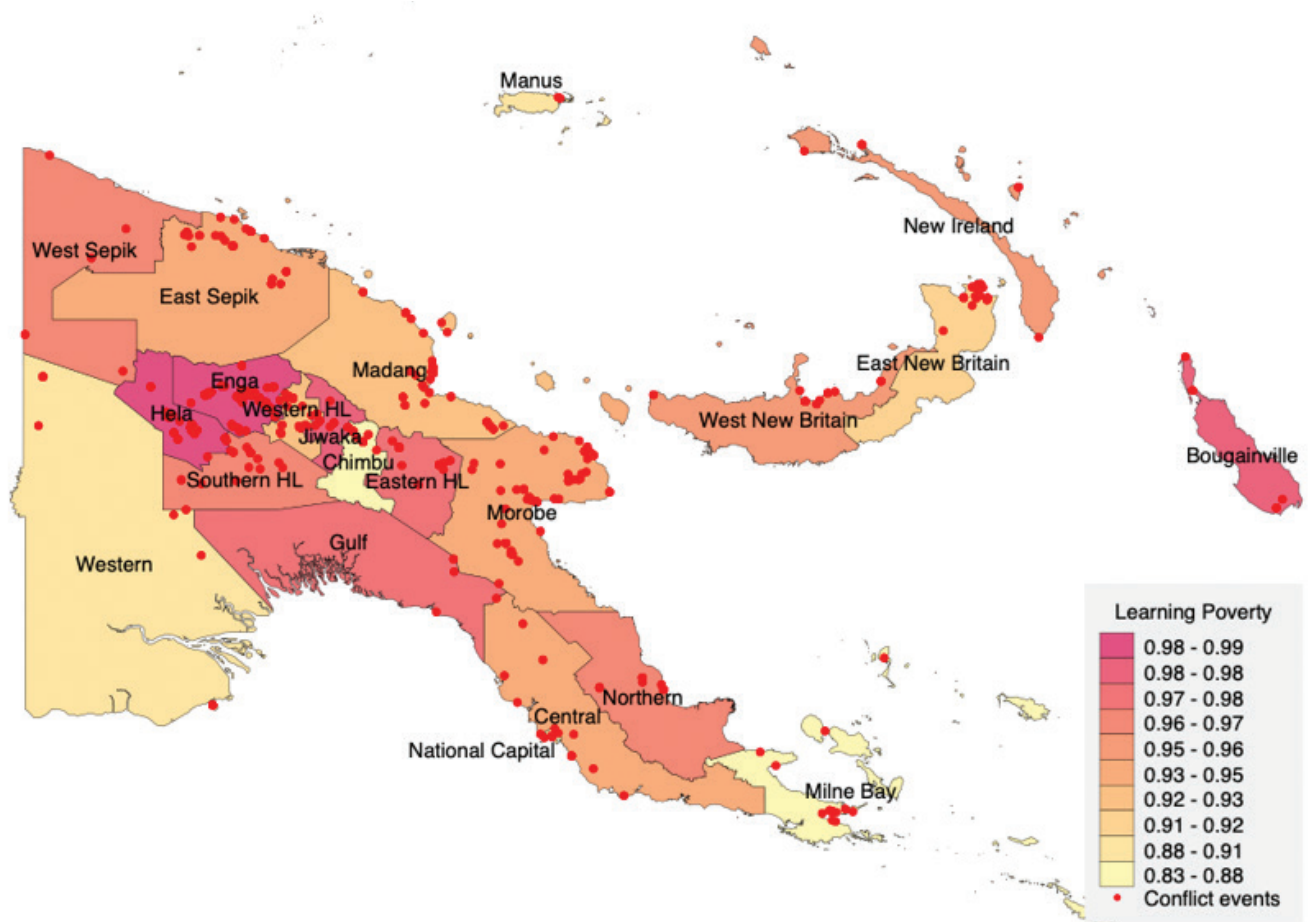 Manus
New Ireland
West Sepik
East Sepik
Madang
East New Britain
Enga
Hela
Western HL
West New Britain
Jiwaka
Chimbu
Bougainville
Southern HL
Eastern HL
Morobe
Gulf
Western
Northern
Central
National Capital
Milne Bay
Learning Poverty
0.98 - 0.99
0.98 - 0.98
0.97 - 0.98
0.96 - 0.97
0.95 - 0.96
0.93 - 0.95
0.92 - 0.93
0.91 - 0.92
0.88 - 0.91
0.83 - 0.88
Conflict events